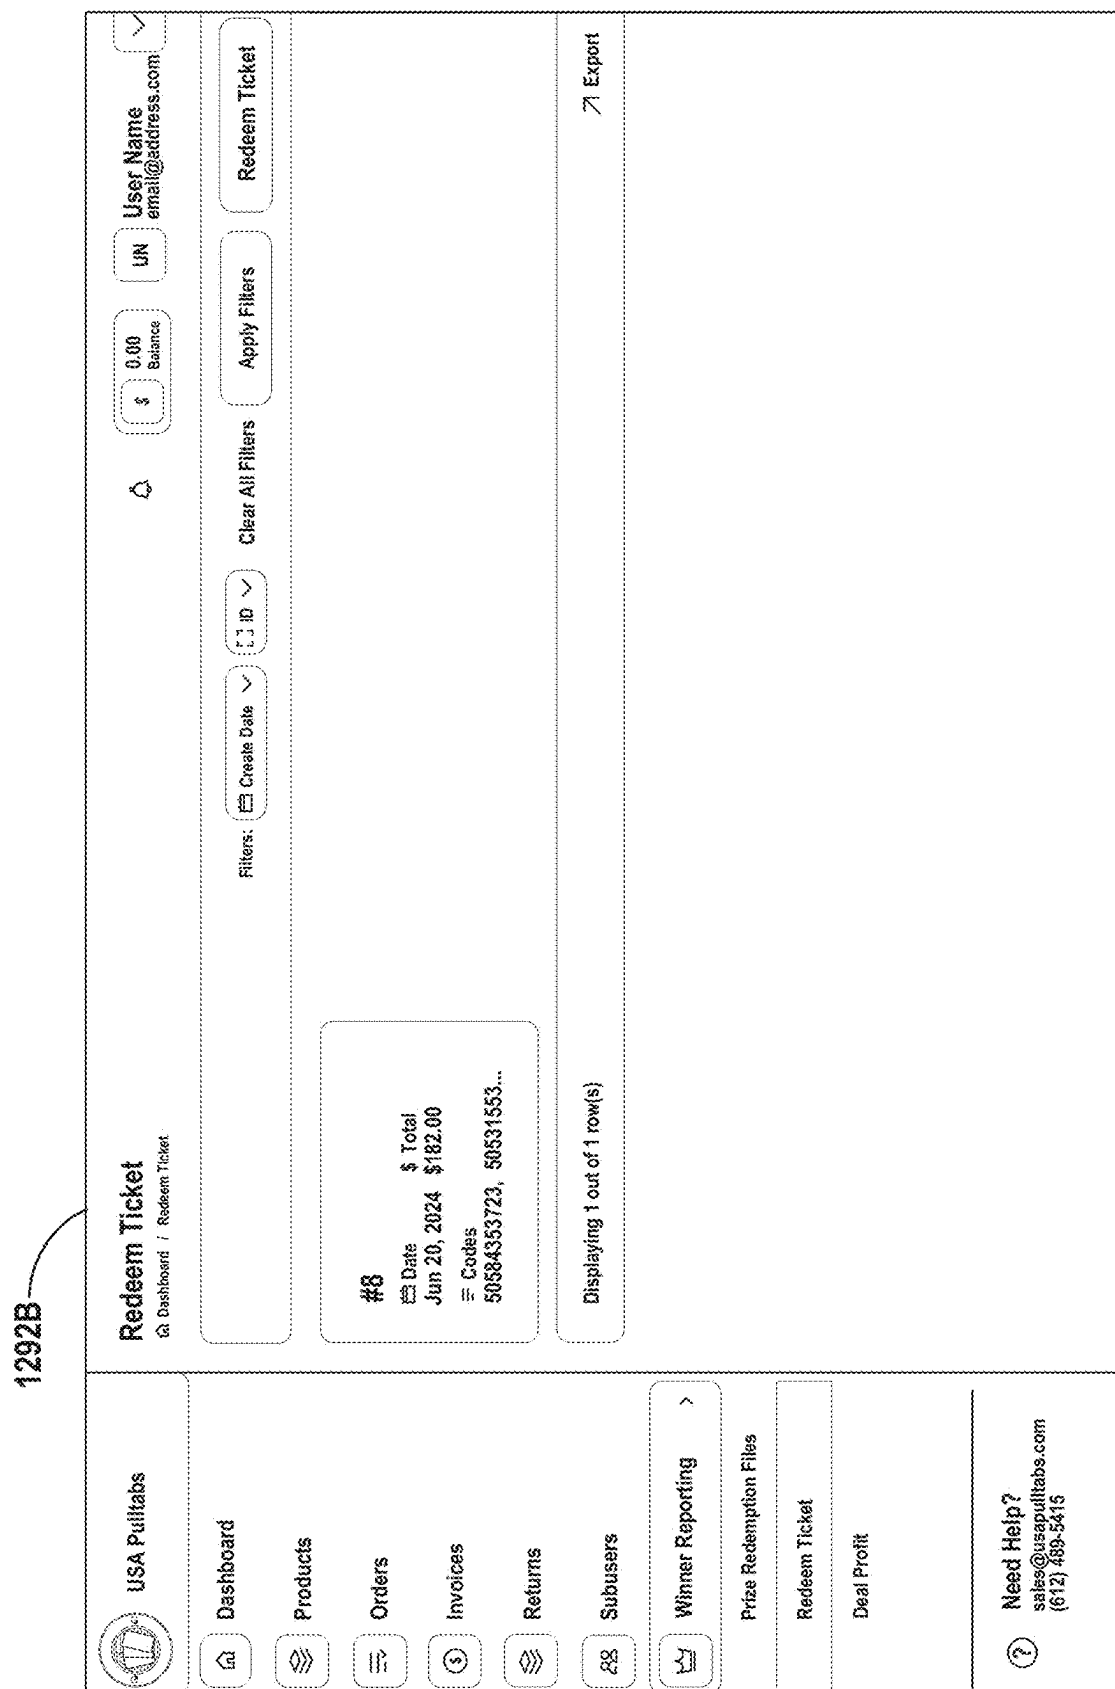 1292B
USA Pulltabs
Dashboard
Products
Orders
Invoices
Returns
Subusers
Winner Reporting
Prize Redemption Files
Redeem Ticket
Deal Profit
Need Help?
sales@usapulltabs.com
(612) 489-5415
Redeem Ticket
Dashboard / Redeem Ticket
$ 0.00
Balance
UN
User Name
email@address.com
Filters: Create Date ID Clear All Filters Apply Filters Redeem Ticket
#8
Date $ Total
Jun 20, 2024 $182.00
Codes
50584353723, 50531553...
Displaying 1 out of 1 row(s) Export